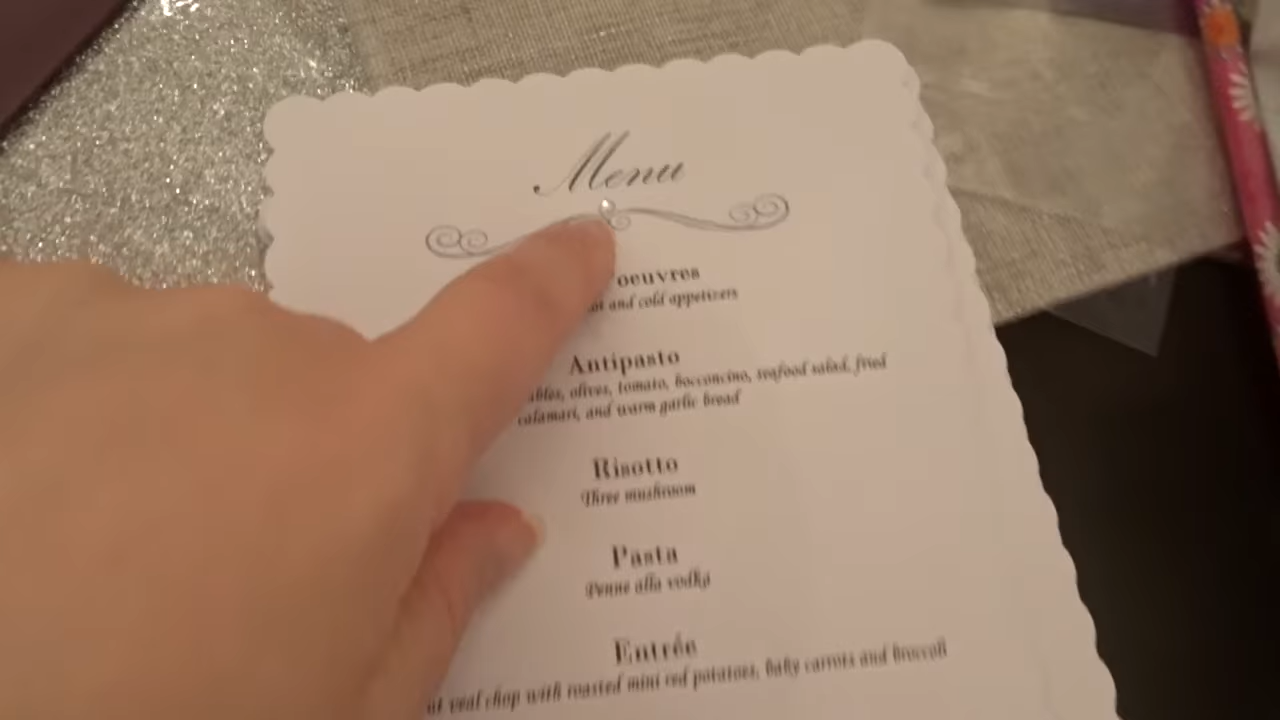 Menu
oeuvres
and cold appetizers
Antipasto
olives, tomato, bocconcino, seafood salad, fried
calamari, and warm garlic bread
Risotto
Three mushroom
Pasta
Penne alla vodka
Entrée
veal chop with roasted mini red potatoes, baby carrots and broccoli